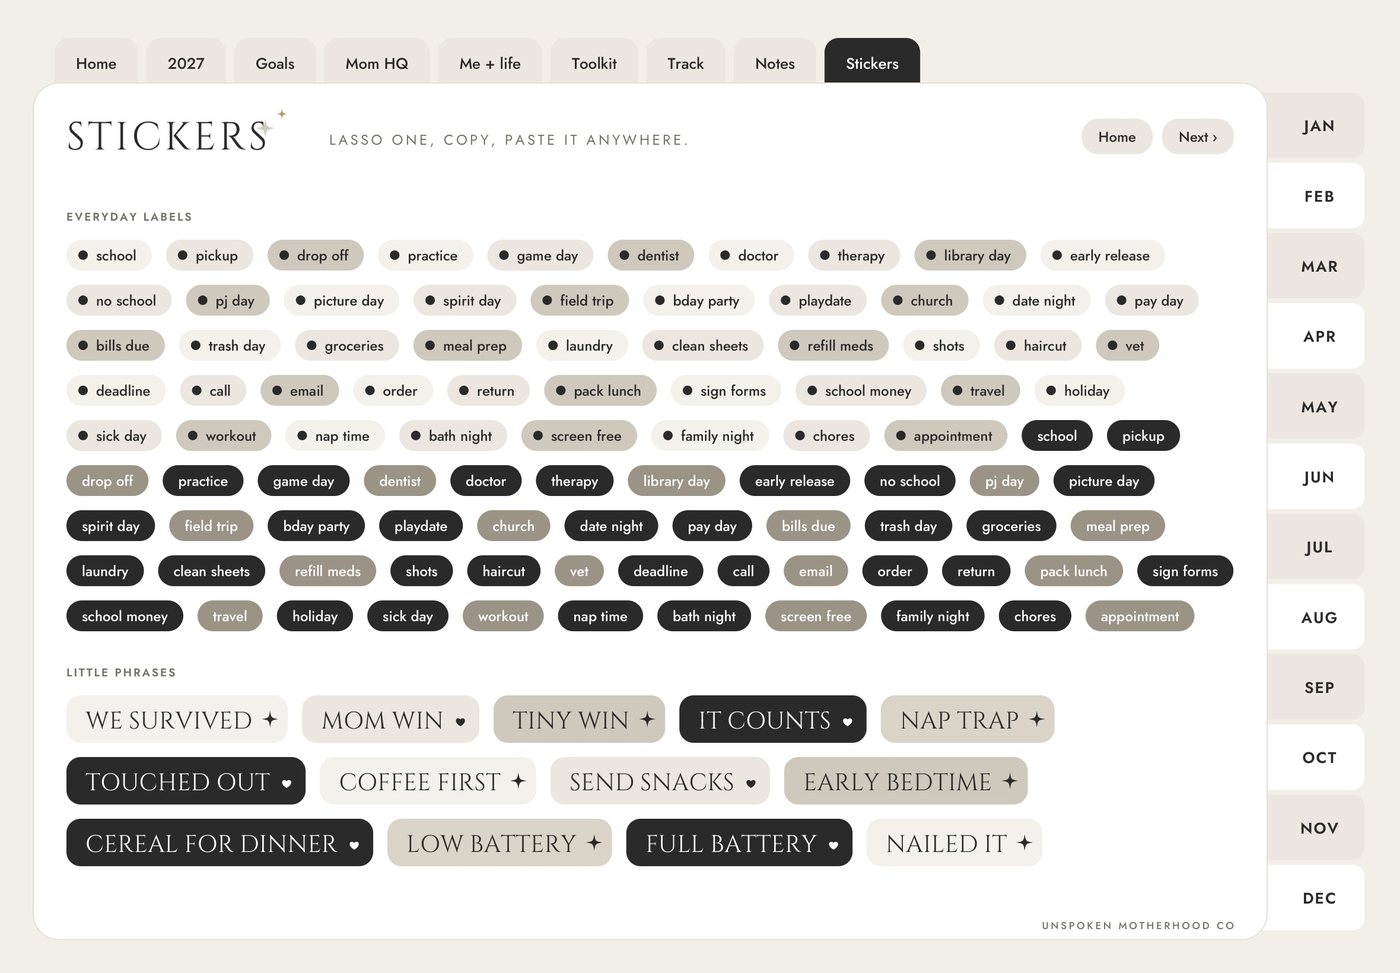 Home 2027 Goals Mom HQ Me + life Toolkit Track Notes Stickers
STICKERS
LASSO ONE, COPY, PASTE IT ANYWHERE.
Home Next ›
EVERYDAY LABELS
school pickup drop off practice game day dentist doctor therapy library day early release
no school pj day picture day spirit day field trip bday party playdate church date night pay day
bills due trash day groceries meal prep laundry clean sheets refill meds shots haircut vet
deadline call email order return pack lunch sign forms school money travel holiday
sick day workout nap time bath night screen free family night chores appointment school pickup
drop off practice game day dentist doctor therapy library day early release no school pj day picture day
spirit day field trip bday party playdate church date night pay day bills due trash day groceries meal prep
laundry clean sheets refill meds shots haircut vet deadline call email order return pack lunch sign forms
school money travel holiday sick day workout nap time bath night screen free family night chores appointment
LITTLE PHRASES
WE SURVIVED MOM WIN TINY WIN IT COUNTS NAP TRAP
TOUCHED OUT COFFEE FIRST SEND SNACKS EARLY BEDTIME
CEREAL FOR DINNER LOW BATTERY FULL BATTERY NAILED IT
UNSPOKEN MOTHERHOOD CO
JAN
FEB
MAR
APR
MAY
JUN
JUL
AUG
SEP
OCT
NOV
DEC